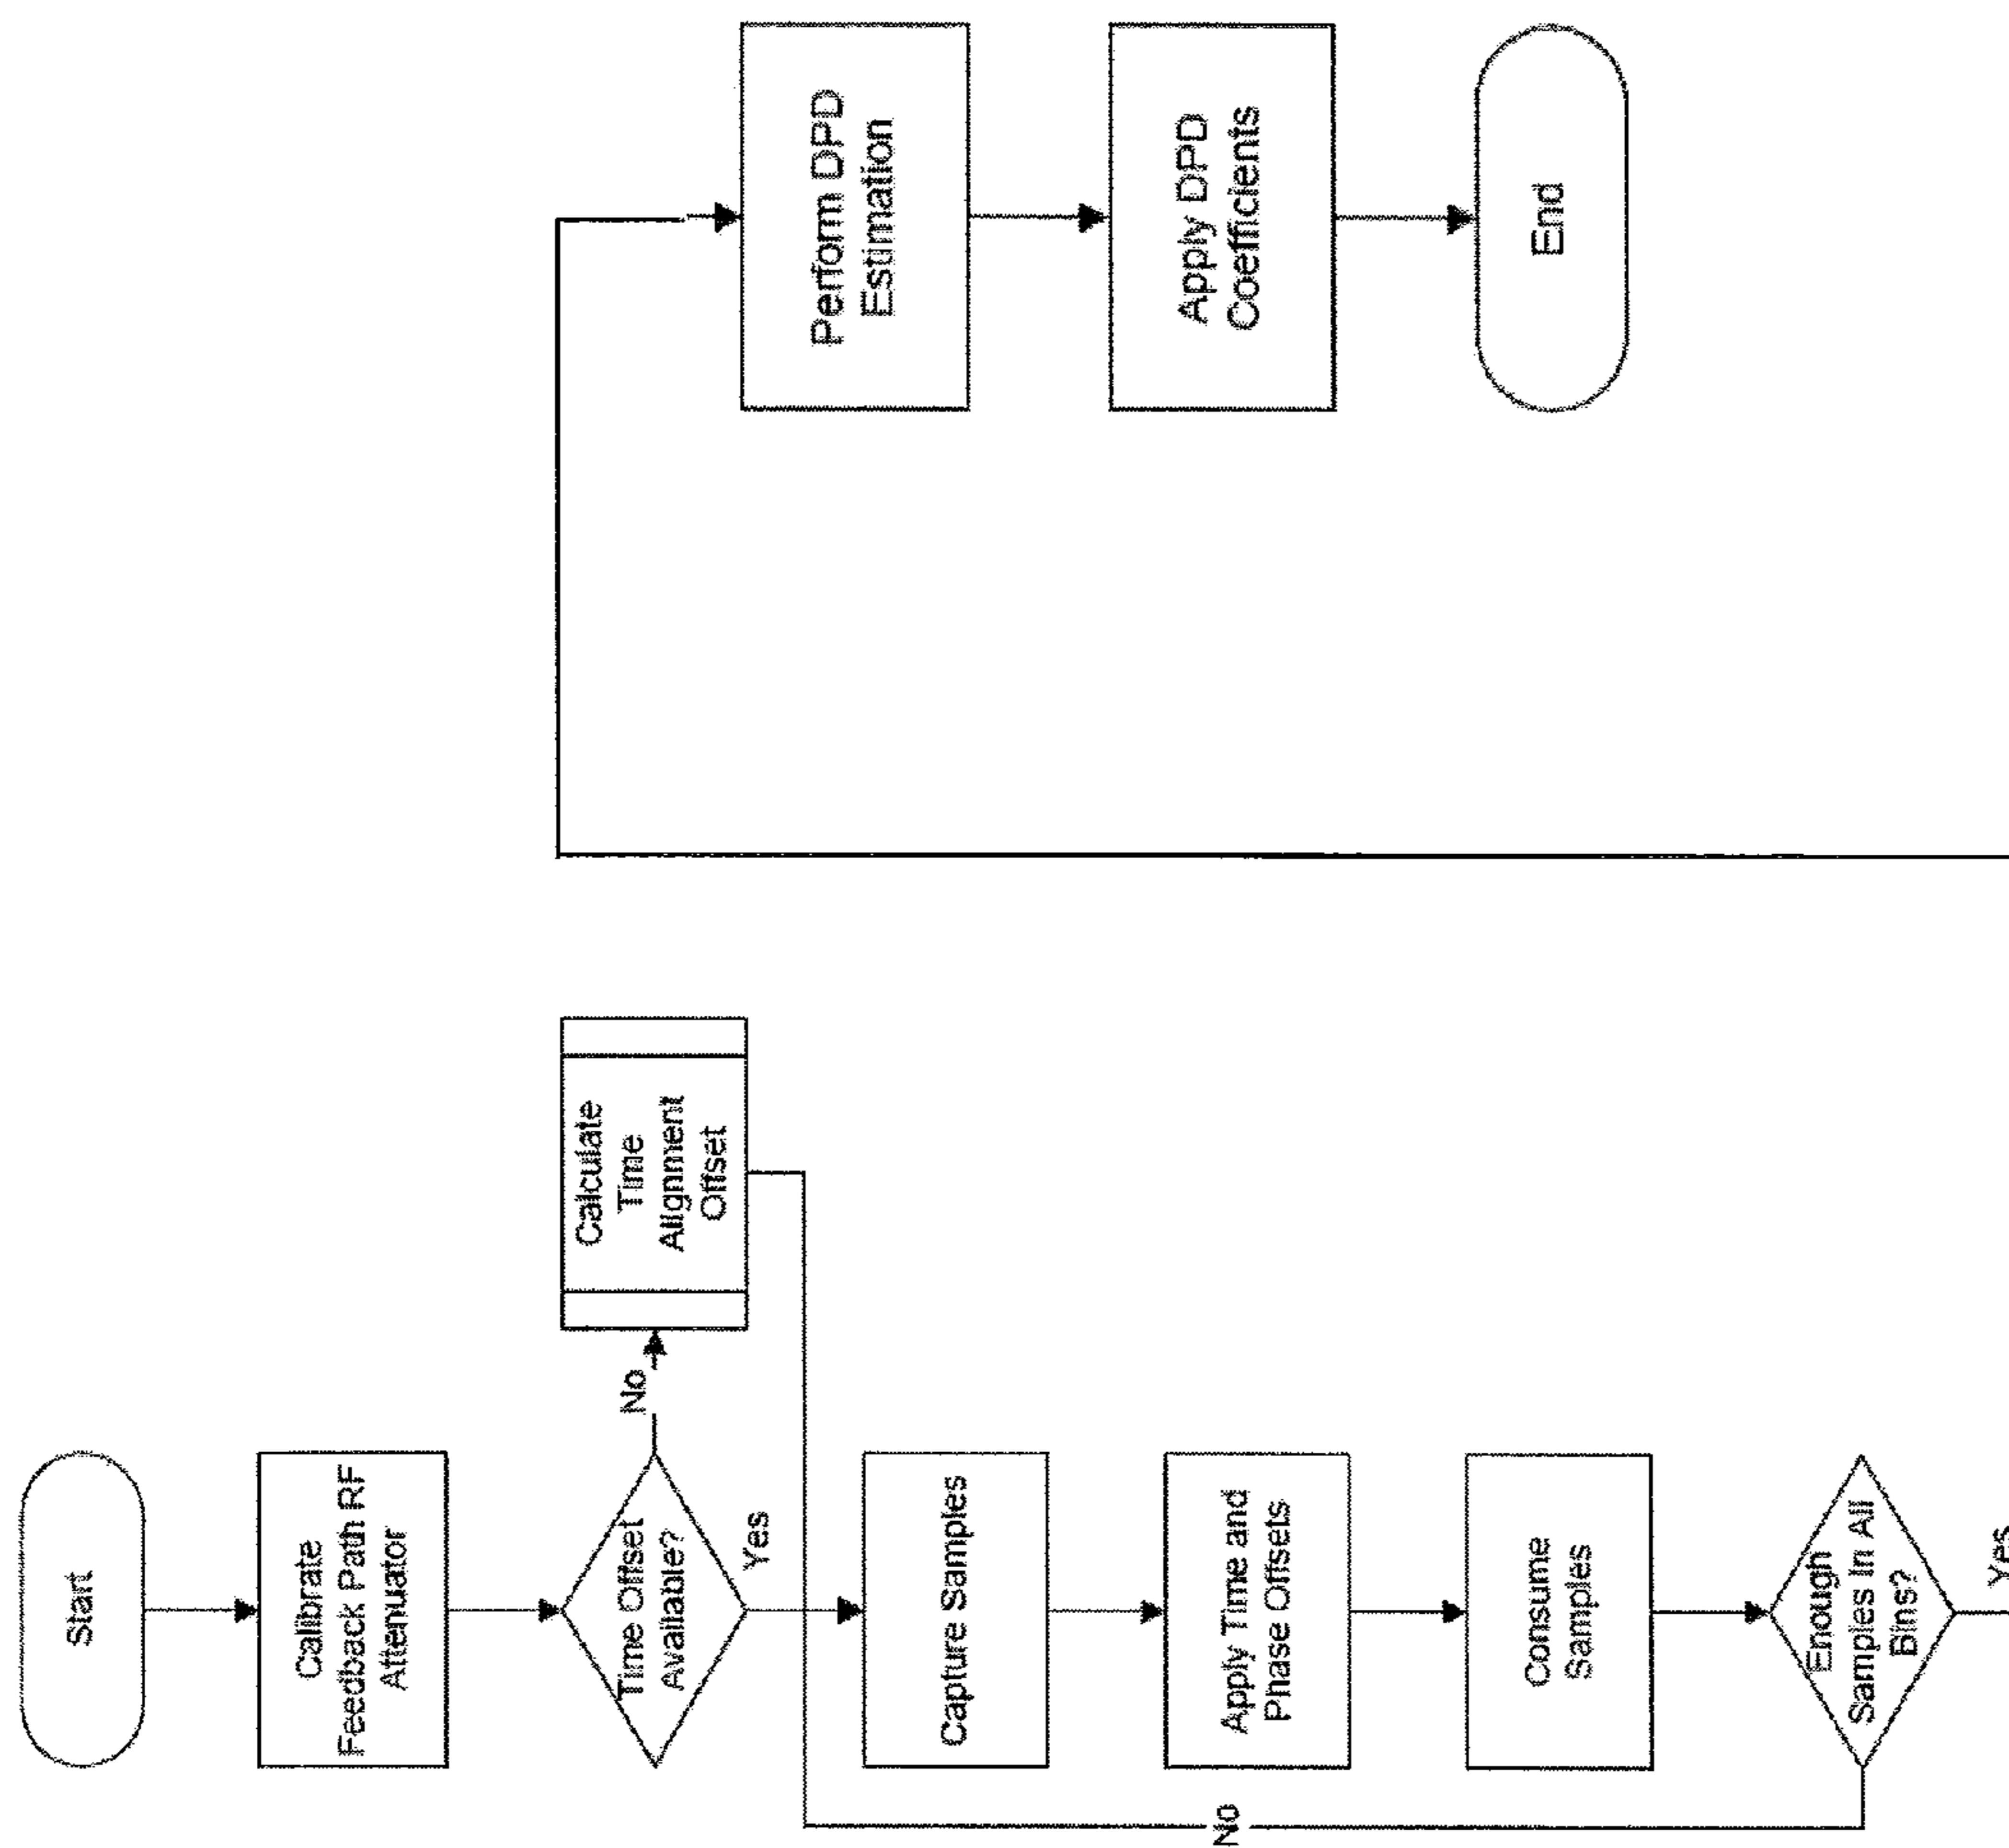 Start
Calibrate
Feedback Path RF
Attenuator
Time Offset
Available?
No
Calculate
Time
Alignment
Offset
Yes
Capture Samples
Apply Time and
Phase Offsets
Consume
Samples
Enough
Samples In All
Bins?
No
Yes
Perform DPD
Estimation
Apply DPD
Coefficients
End